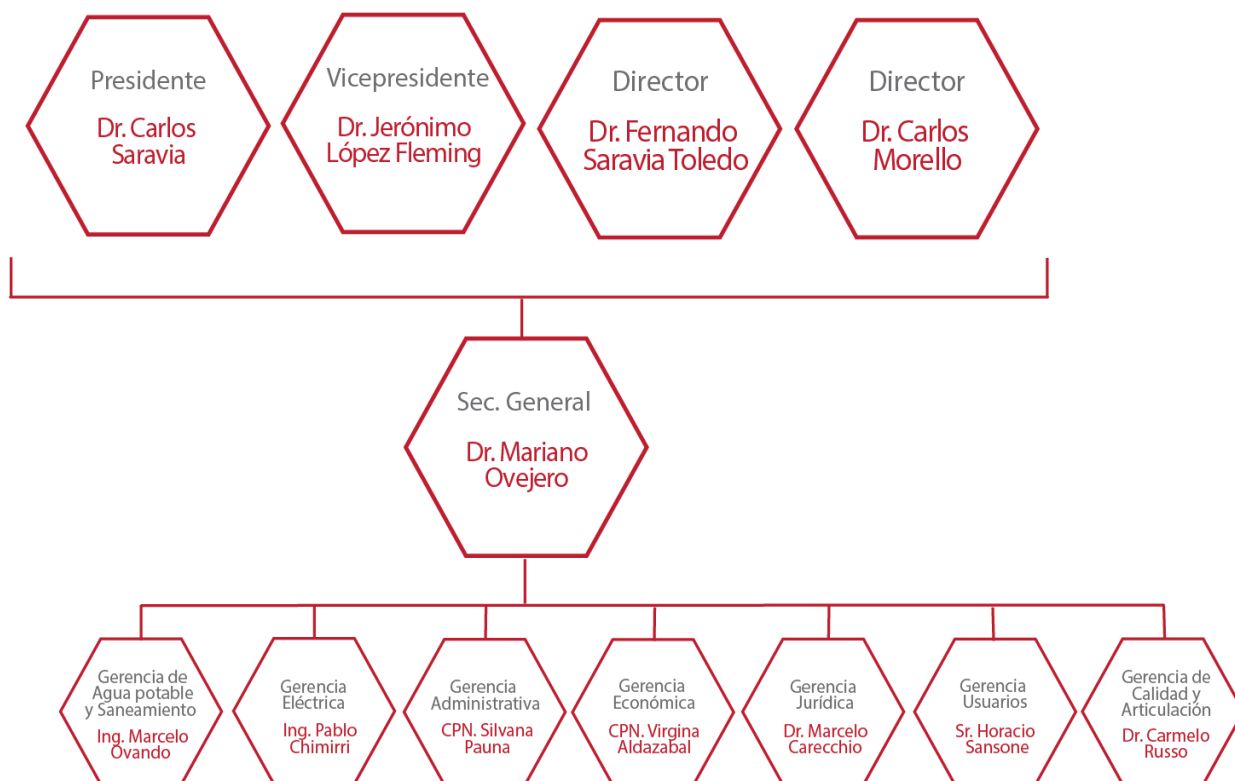 Presidente
Dr. Carlos
Saravia
Vicepresidente
Dr. Jerónimo
López Fleming
Director
Dr. Fernando
Saravia Toledo
Director
Dr. Carlos
Morello
Sec. General
Dr. Mariano
Ovejero
Gerencia de
Agua potable
y Saneamiento
Ing. Marcelo
Ovando
Gerencia
Eléctrica
Ing. Pablo
Chimirri
Gerencia
Administrativa
CPN. Silvana
Pauna
Gerencia
Económica
CPN. Virgina
Aldazabal
Gerencia
Jurídica
Dr. Marcelo
Carecchio
Gerencia
Usuarios
Sr. Horacio
Sansone
Gerencia de
Calidad y
Articulación
Dr. Carmelo
Russo